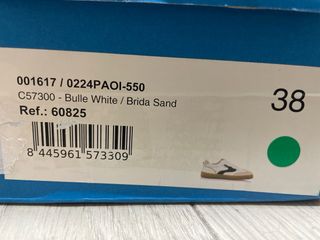 001617 / 0224PAOI-550
C57300 - Bulle White / Brida Sand
Ref.: 60825
38
8 445961 573309